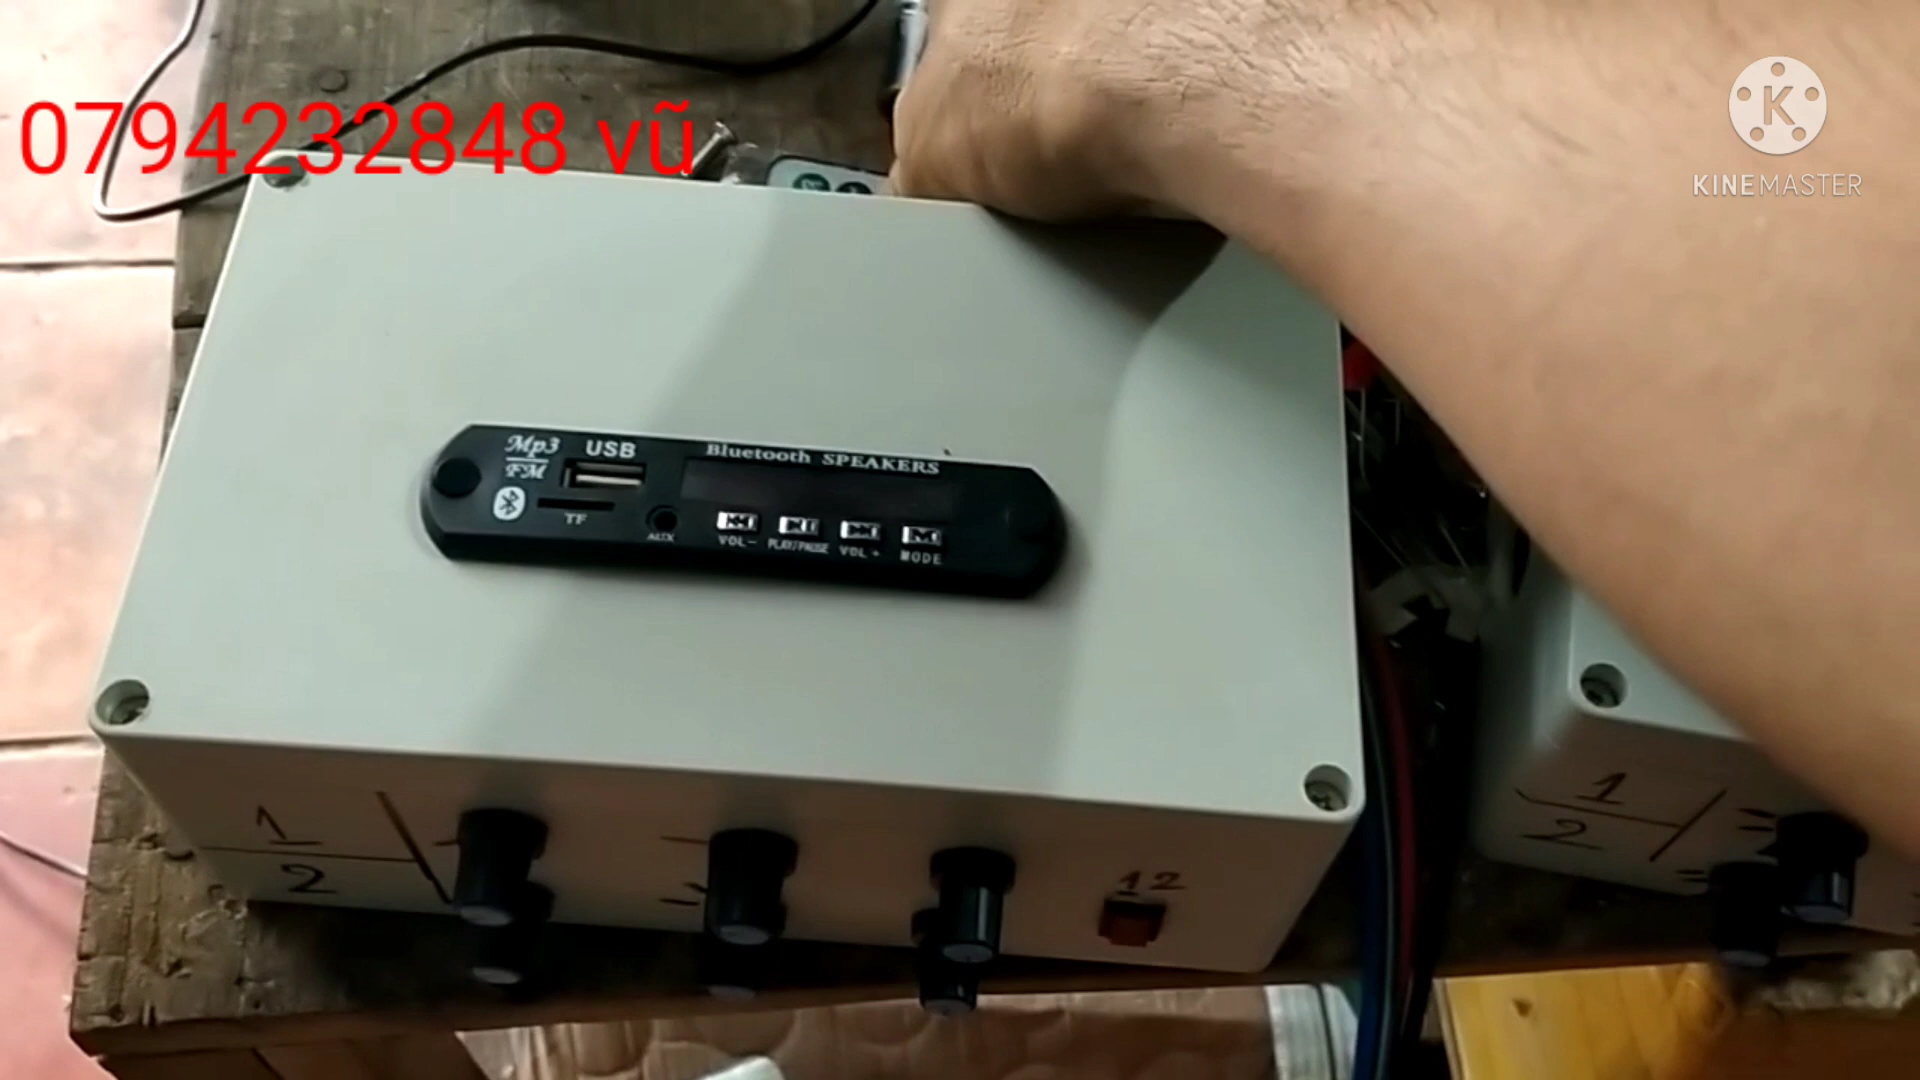 0794232848 vũ
KINEMASTER
Mp3
FM
USB
TF
AUX
Bluetooth SPEAKERS
VOL-
PLAY/PAUSE
VOL+
MODE
1
2
12
1
2